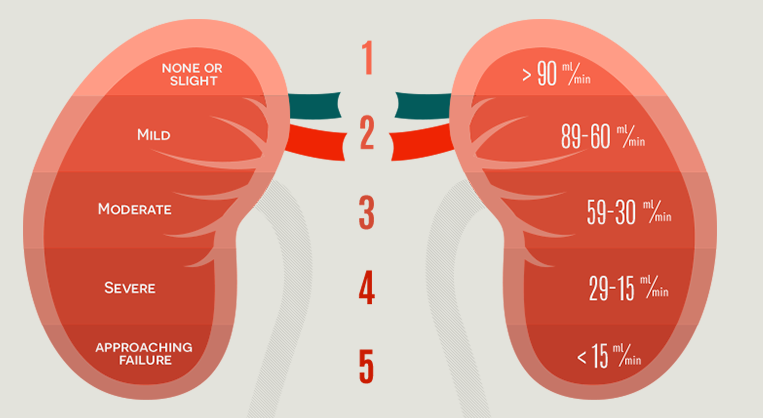 NONE OR
SLIGHT
1
> 90 ml/min
MILD
2
89-60 ml/min
MODERATE
3
59-30 ml/min
SEVERE
4
29-15 ml/min
APPROACHING
FAILURE
5
< 15 ml/min